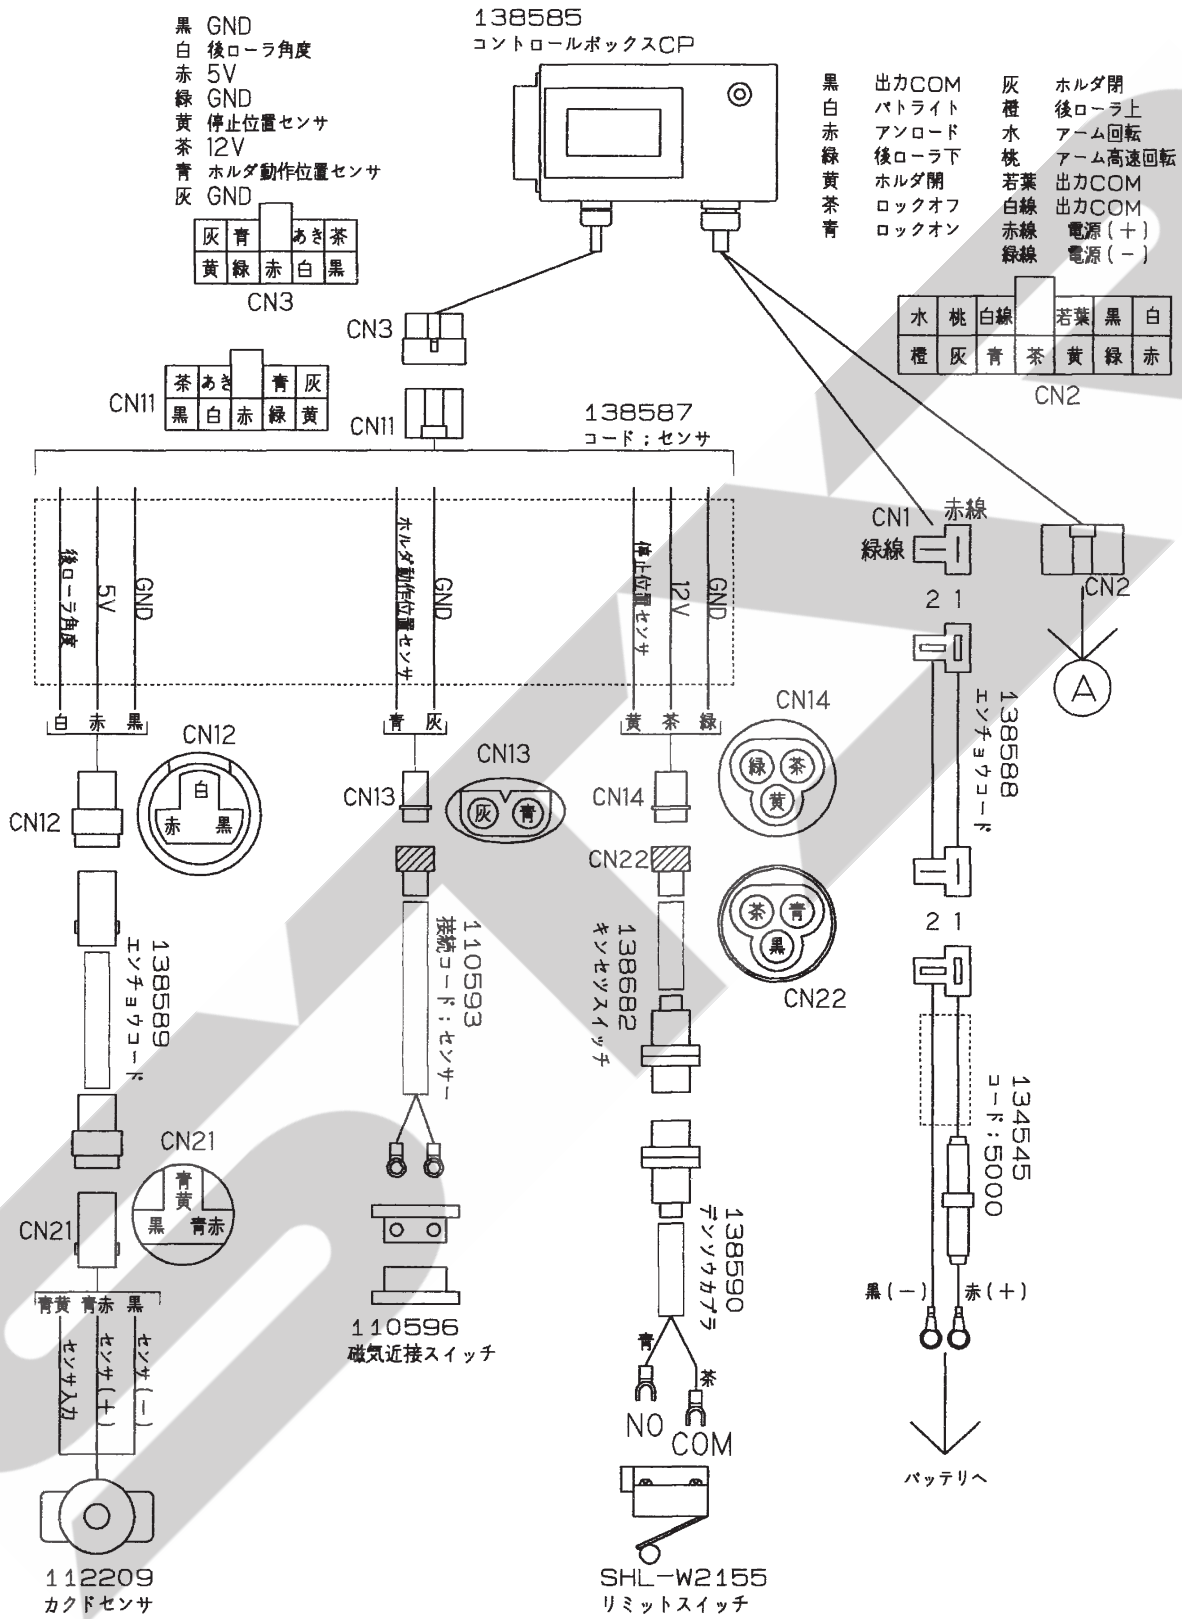 138585
コントロールボックスCP
黒 GND
白 後ローラ角度
赤 5V
緑 GND
黄 停止位置センサ
茶 12V
青 ホルダ動作位置センサ
灰 GND
灰 青 あき 茶
黄 緑 赤 白 黒
CN3
黒 出力COM
白 パトライト
赤 アンロード
緑 後ローラ下
黄 ホルダ開
茶 ロックオフ
青 ロックオン
灰 ホルダ閉
橙 後ローラ上
水 アーム回転
桃 アーム高速回転
若葉 出力COM
白線 出力COM
赤線 電源(+)
緑線 電源(-)
水 桃 白線 若葉 黒 白
橙 灰 青 茶 黄 緑 赤
CN2
CN3
茶 あき 青 灰
黒 白 赤 緑 黄
CN11
CN11
138587
コード;センサ
後ローラ角度
5V
GND
ホルダ動作位置センサ
GND
停止位置センサ
12V
GND
白 赤 黒
青 灰
黄 茶 緑
CN1
赤線
緑線
2 1
CN2
A
138588
エンチョウコード
2 1
CN12
白
赤 黒
CN12
CN13
灰 青
CN13
CN14
緑 茶
黄
CN14
CN22
茶 青
黒
CN22
138589
エンチョウコード
110593
接続コード;センサー
138682
キンセツスイッチ
134545
コード;5000
CN21
青黄
黒 青赤
CN21
青黄 青赤 黒
センサ入力
センサ(+)
センサ(-)
112209
カクドセンサ
110596
磁気近接スイッチ
138590
デンソウカプラ
青
茶
NO
COM
SHL-W2155
リミットスイッチ
黒(-)
赤(+)
バッテリへ